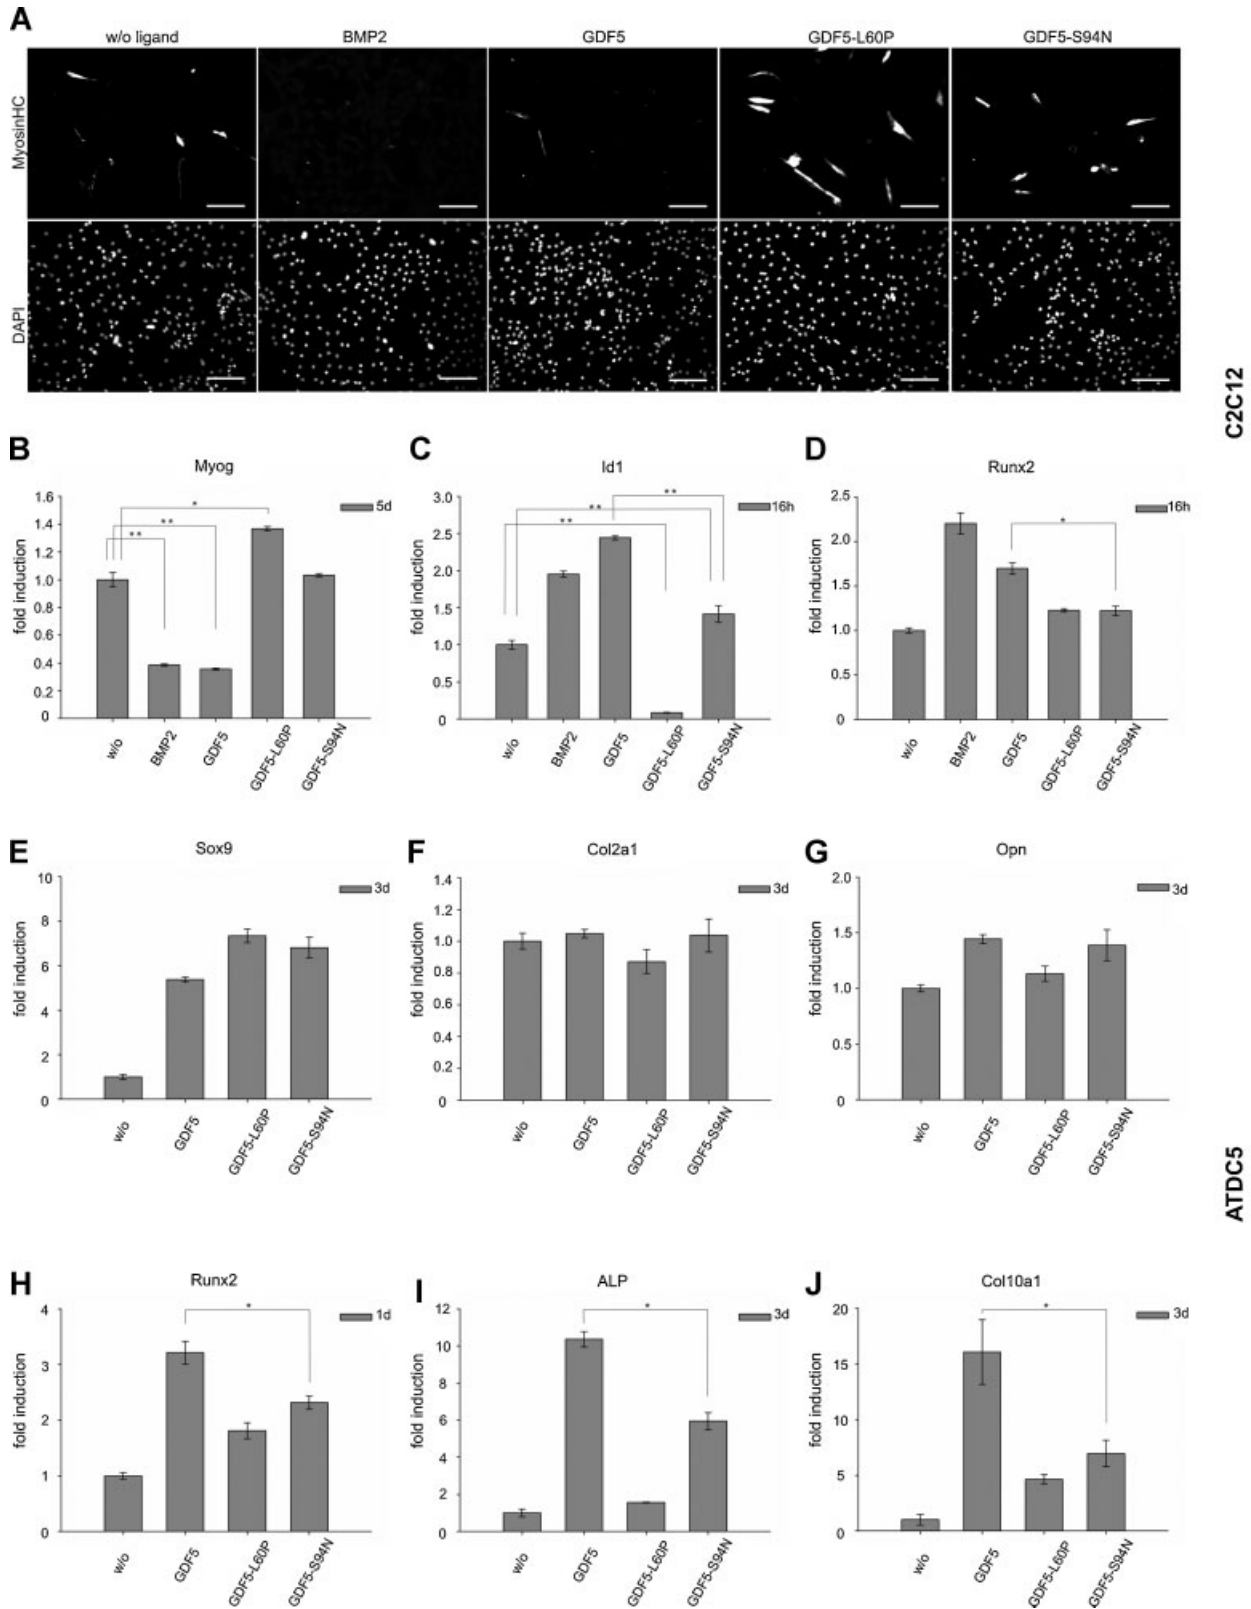 A
w/o ligand BMP2 GDF5 GDF5-L60P GDF5-S94N
MyosinHC
DAPI
C2C12
B
Myog
5d
*
**
**
fold induction
1.6
1.4
1.2
1.0
0.8
0.6
0.4
0.2
0
w/o BMP2 GDF5 GDF5-L60P GDF5-S94N
C
Id1
16h
**
**
**
fold induction
3.0
2.5
2.0
1.5
1.0
0.5
0
w/o BMP2 GDF5 GDF5-L60P GDF5-S94N
D
Runx2
16h
*
fold induction
2.5
2.0
1.5
1.0
0.5
0
w/o BMP2 GDF5 GDF5-L60P GDF5-S94N
E
Sox9
3d
fold induction
10
8
6
4
2
0
w/o GDF5 GDF5-L60P GDF5-S94N
F
Col2a1
3d
fold induction
1.4
1.2
1.0
0.8
0.6
0.4
0.2
0
w/o GDF5 GDF5-L60P GDF5-S94N
G
Opn
3d
fold induction
2.0
1.5
1.0
0.5
0
w/o GDF5 GDF5-L60P GDF5-S94N
ATDC5
H
Runx2
1d
*
fold induction
4
3
2
1
0
w/o GDF5 GDF5-L60P GDF5-S94N
I
ALP
3d
*
fold induction
12
10
8
6
4
2
0
w/o GDF5 GDF5-L60P GDF5-S94N
J
Col10a1
3d
*
fold induction
20
15
10
5
0
w/o GDF5 GDF5-L60P GDF5-S94N